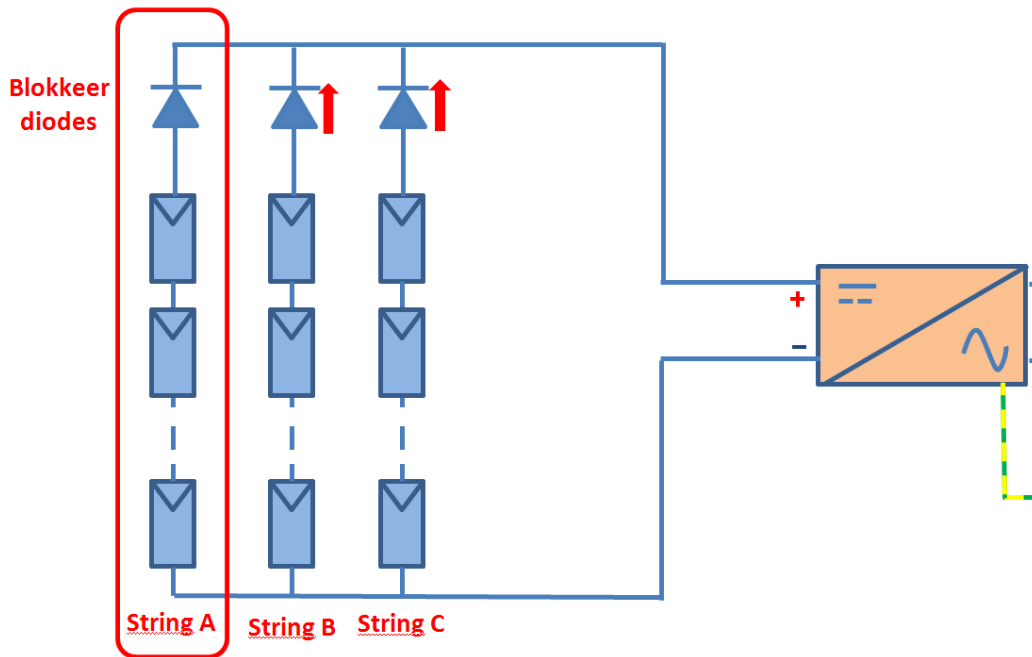 Blokkeer
diodes
+
–
String A
String B
String C